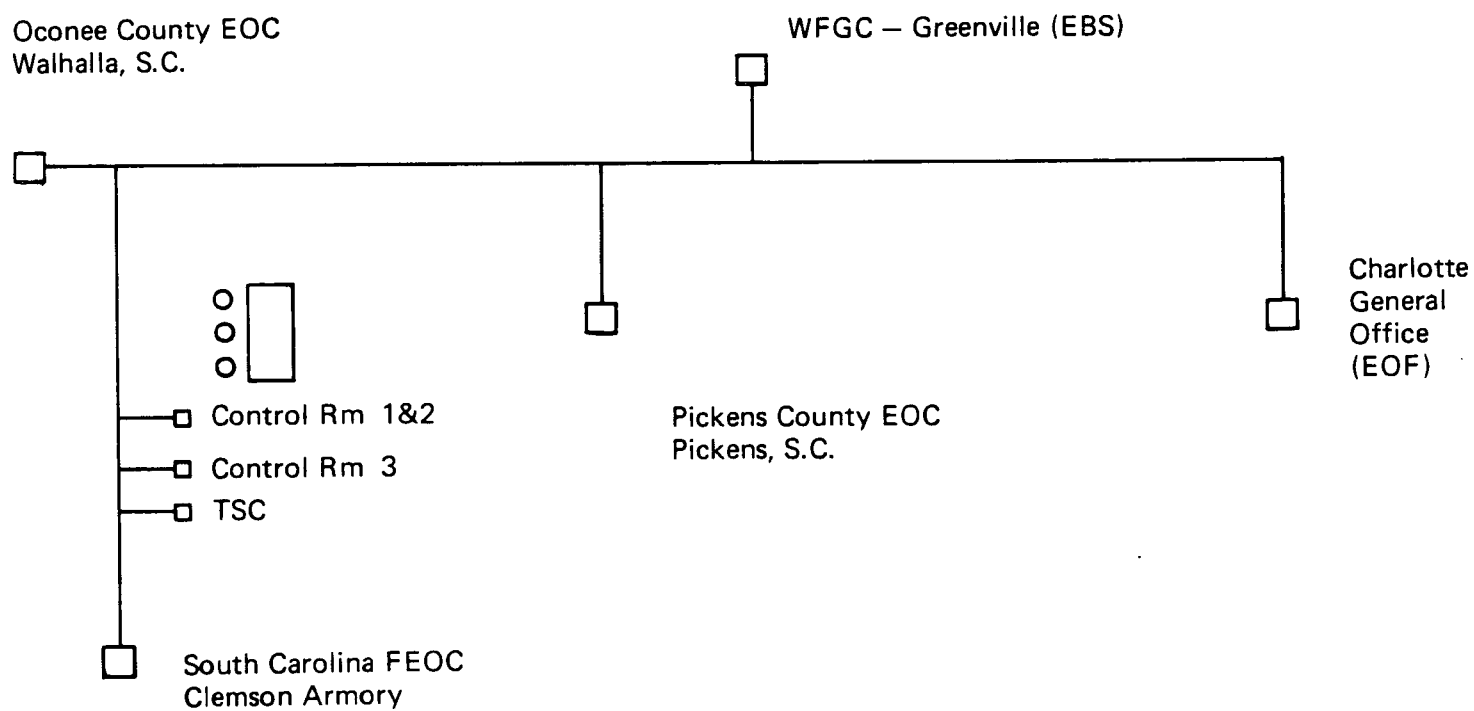 Oconee County EOC
Walhalla, S.C.
WFGC — Greenville (EBS)
Charlotte
General
Office
(EOF)
Control Rm 1&2
Control Rm 3
TSC
Pickens County EOC
Pickens, S.C.
South Carolina FEOC
Clemson Armory